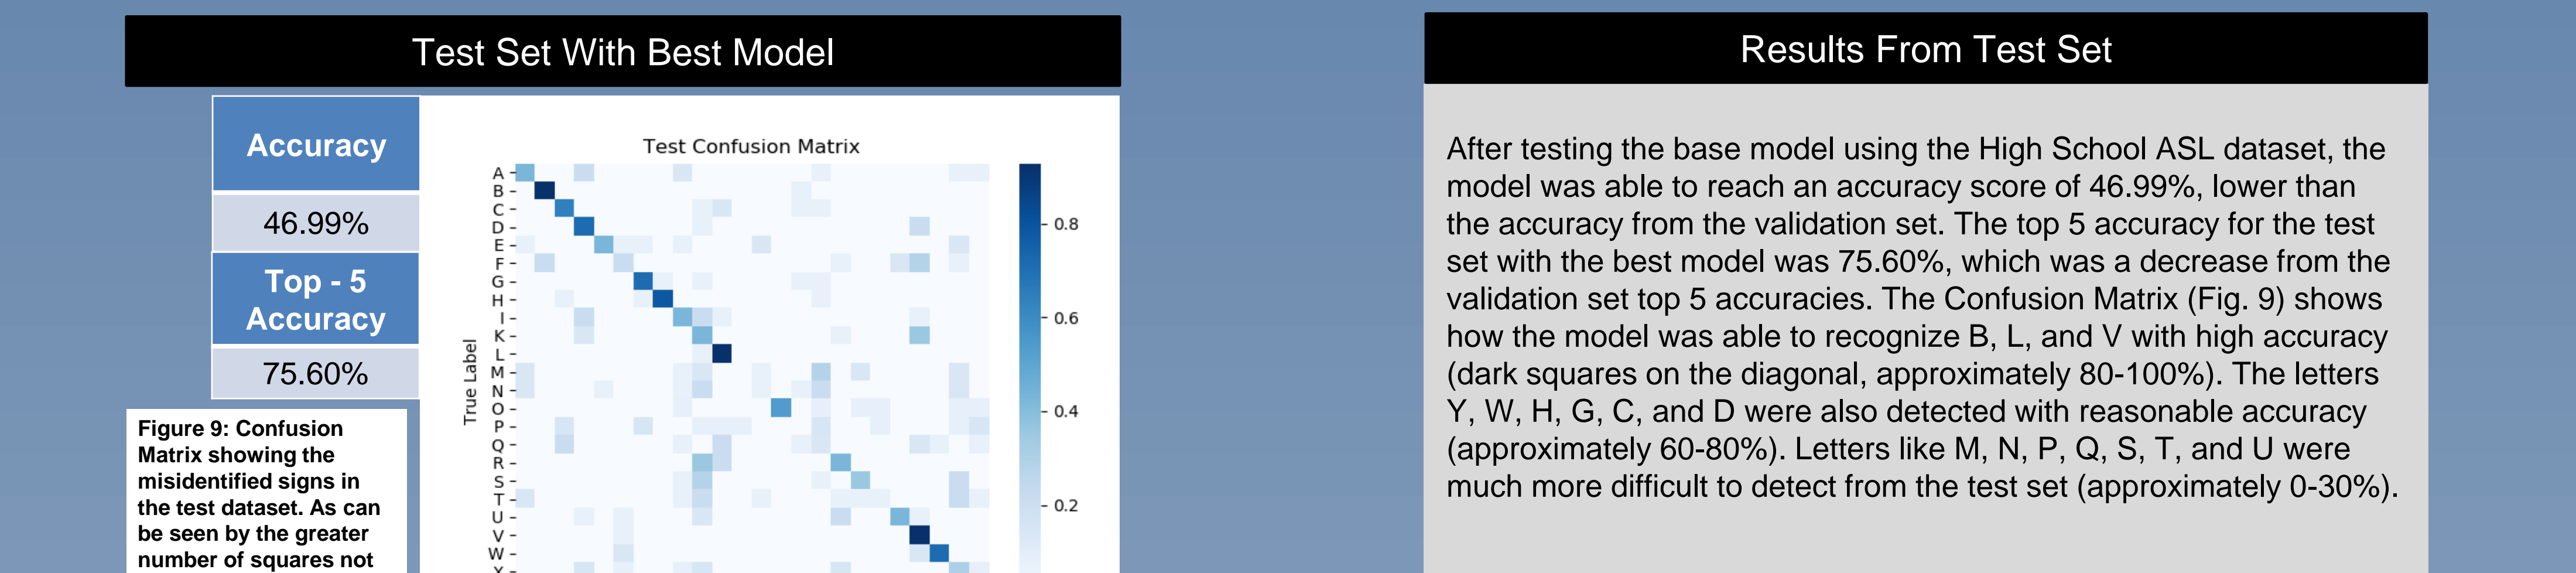 Test Set With Best Model
Accuracy
46.99%
Top - 5
Accuracy
75.60%
Figure 9: Confusion
Matrix showing the
misidentified signs in
the test dataset. As can
be seen by the greater
number of squares not
Test Confusion Matrix
True Label
A
B
C
D
E
F
G
H
I
K
L
M
N
O
P
Q
R
S
T
U
V
W
X
0.8
0.6
0.4
0.2
Results From Test Set
After testing the base model using the High School ASL dataset, the
model was able to reach an accuracy score of 46.99%, lower than
the accuracy from the validation set. The top 5 accuracy for the test
set with the best model was 75.60%, which was a decrease from the
validation set top 5 accuracies. The Confusion Matrix (Fig. 9) shows
how the model was able to recognize B, L, and V with high accuracy
(dark squares on the diagonal, approximately 80-100%). The letters
Y, W, H, G, C, and D were also detected with reasonable accuracy
(approximately 60-80%). Letters like M, N, P, Q, S, T, and U were
much more difficult to detect from the test set (approximately 0-30%).